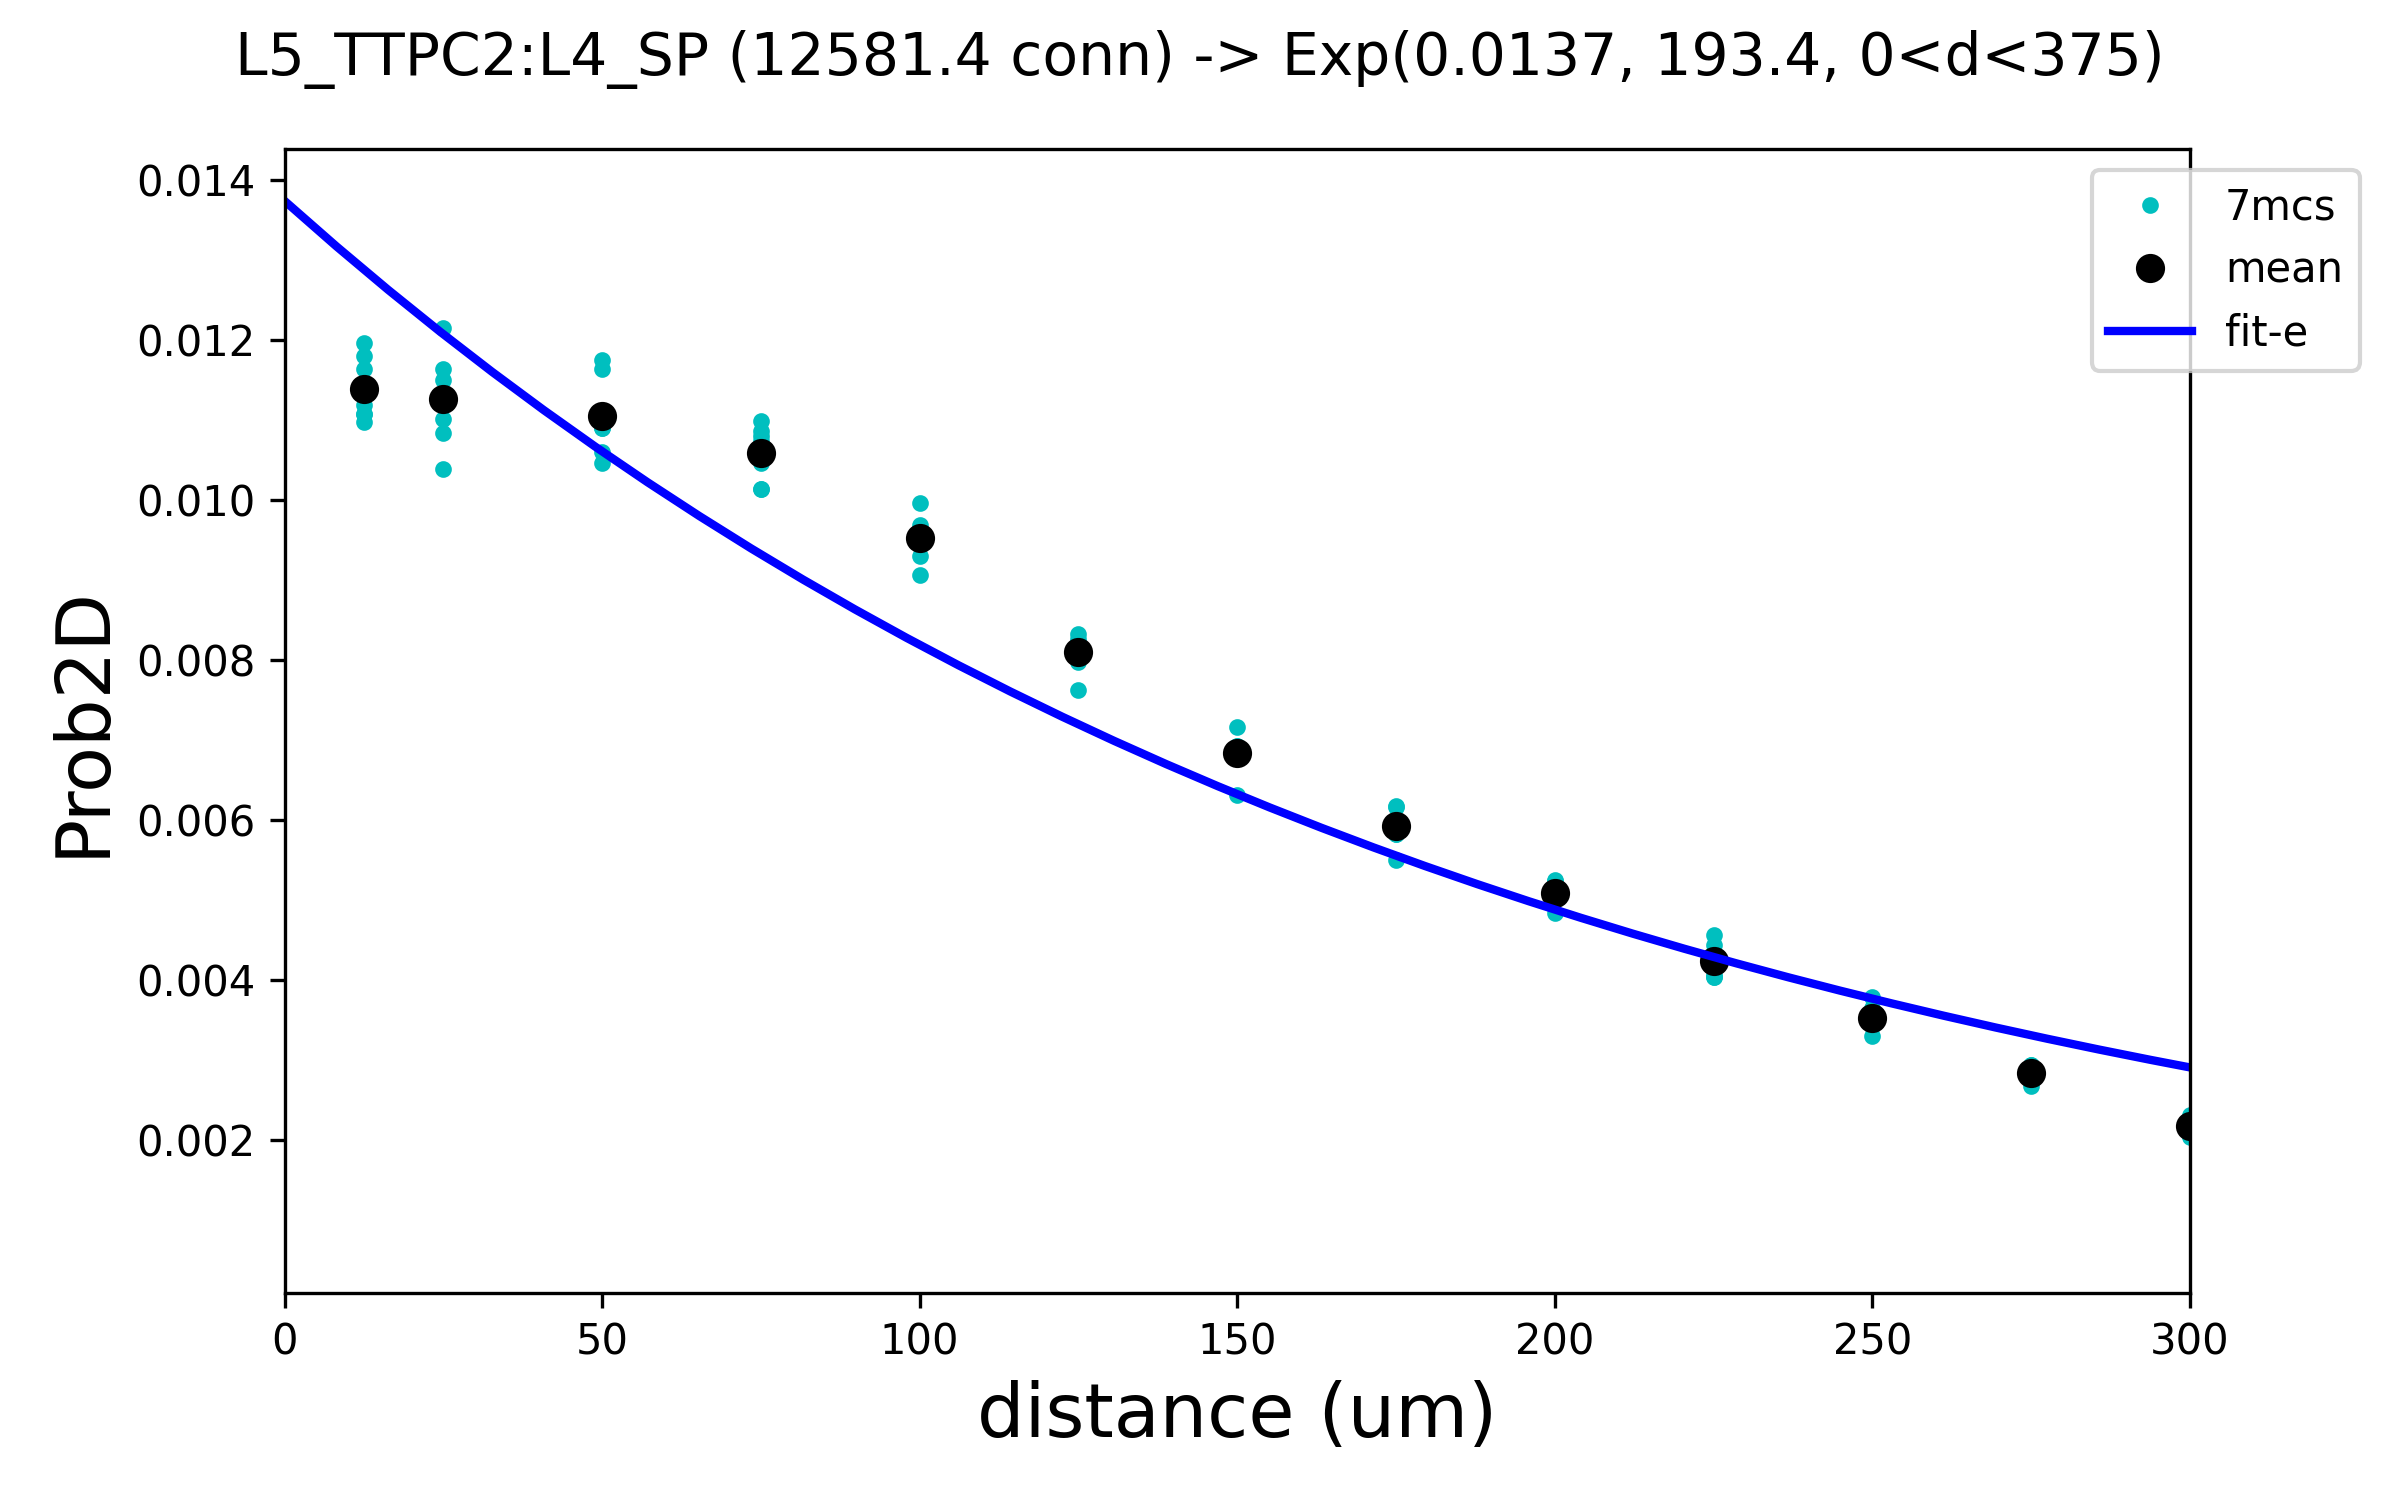 L5_TTPC2:L4_SP (12581.4 conn) -> Exp(0.0137, 193.4, 0<d<375)
0.014
0.012
0.010
0.008
0.006
0.004
0.002
Prob2D
7mcs
mean
fit-e
0 50 100 150 200 250 300
distance (um)